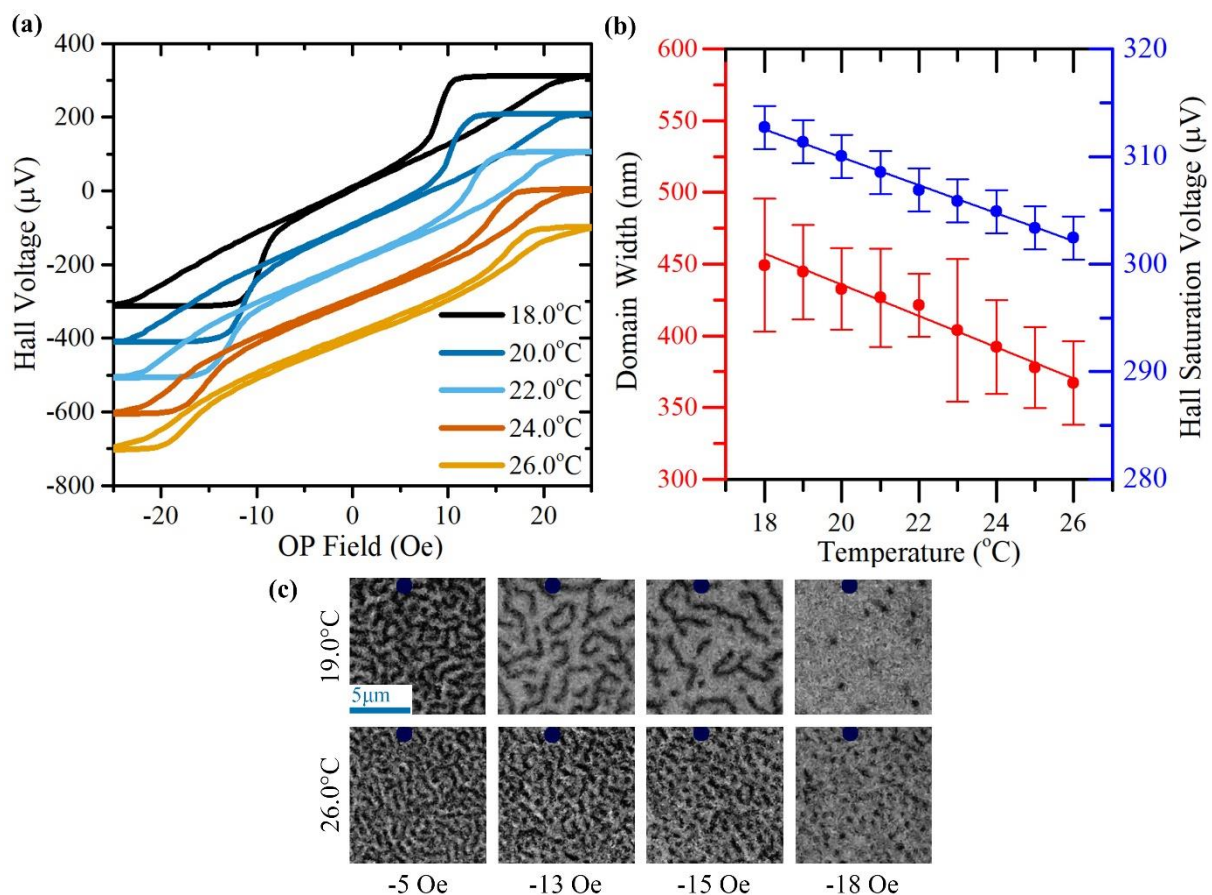 (a)
400
200
0
-200
-400
-600
-800
Hall Voltage (µV)
-20 -10 0 10 20
OP Field (Oe)
18.0°C
20.0°C
22.0°C
24.0°C
26.0°C
(b)
600
550
500
450
400
350
300
Domain Width (nm)
320
310
300
290
280
Hall Saturation Voltage (µV)
18 20 22 24 26
Temperature (°C)
(c)
19.0°C
5µm
26.0°C
-5 Oe -13 Oe -15 Oe -18 Oe